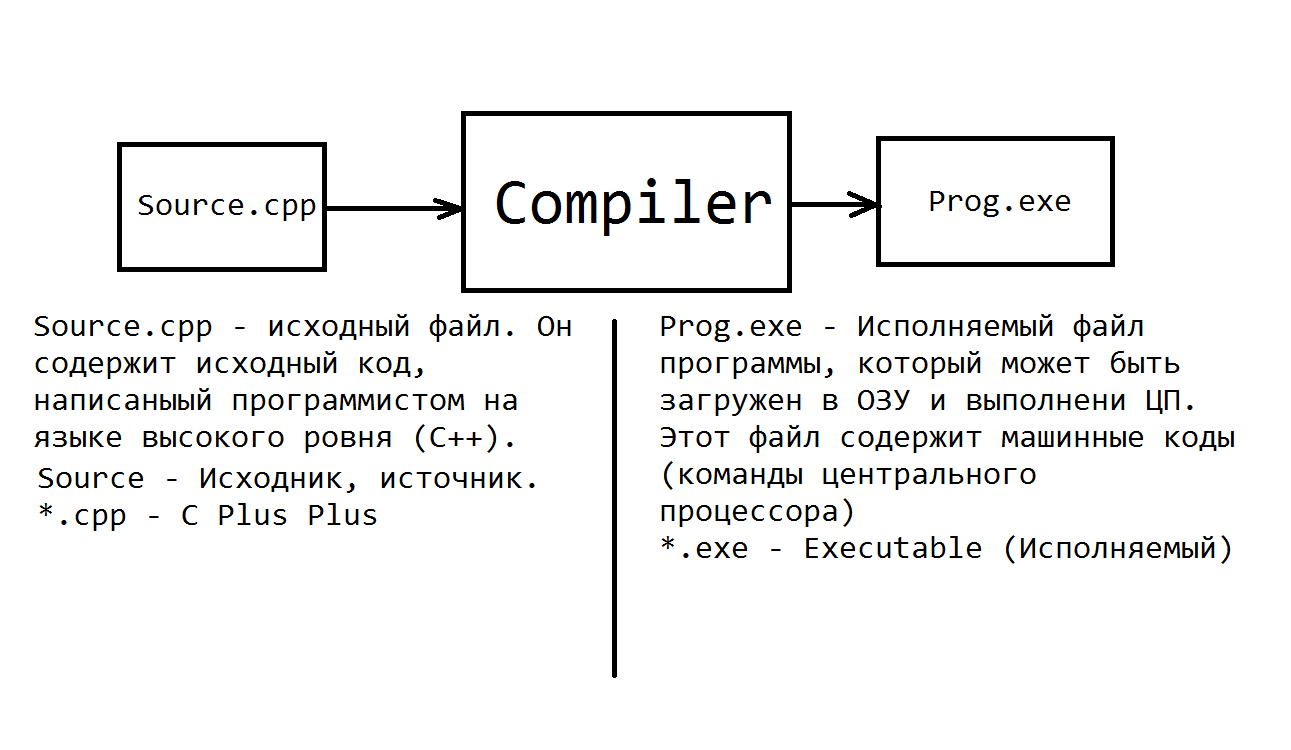 Source.cpp
Compiler
Prog.exe
Source.cpp - исходный файл. Он
содержит исходный код,
написаныый программистом на
языке высокого ровня (C++).
Source - Исходник, источник.
*.cpp - C Plus Plus
Prog.exe - Исполняемый файл
программы, который может быть
загружен в ОЗУ и выполнени ЦП.
Этот файл содержит машинные коды
(команды центрального
процессора)
*.exe - Executable (Исполняемый)